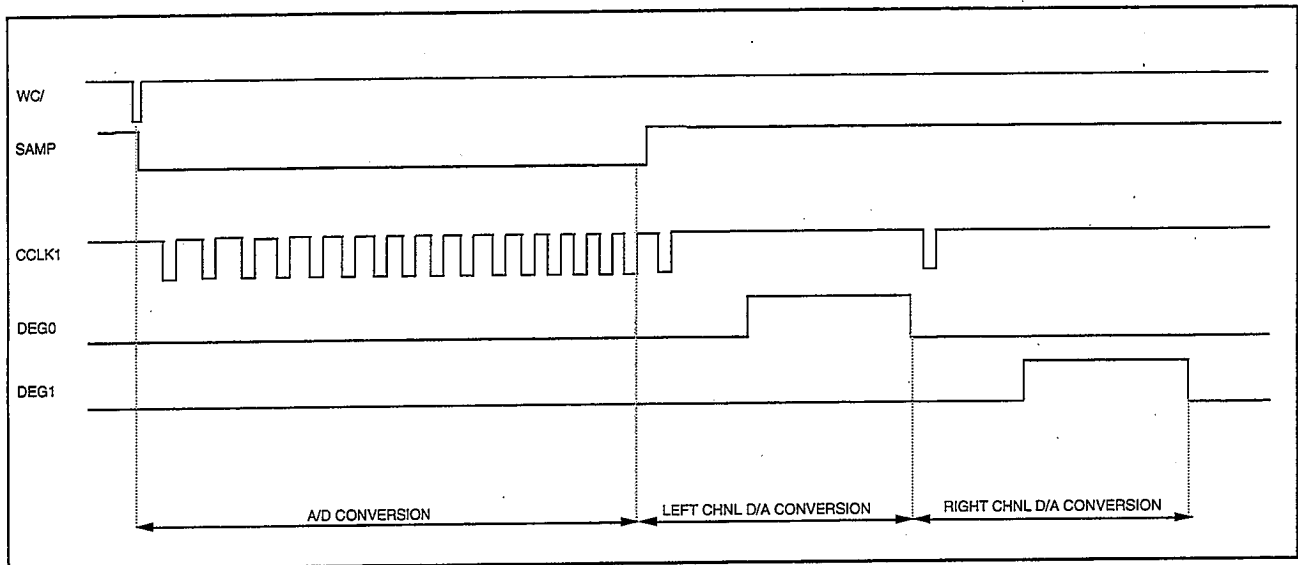 WC/
SAMP
CCLK1
DEG0
DEG1
A/D CONVERSION
LEFT CHNL D/A CONVERSION
RIGHT CHNL D/A CONVERSION